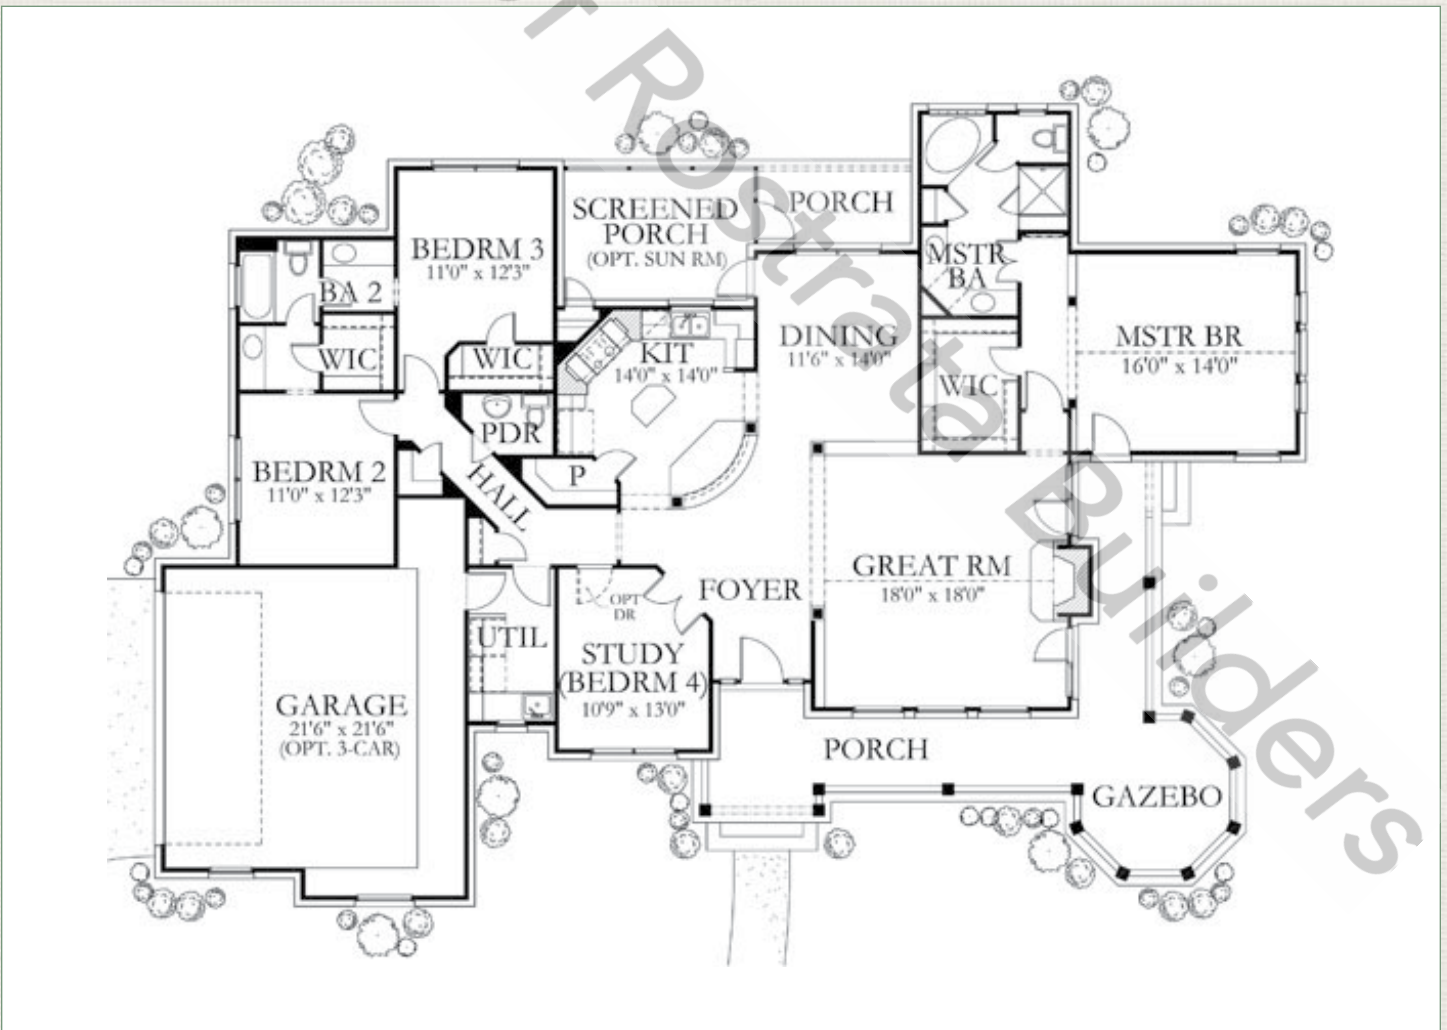 or Rostrata Builders
SCREENED
PORCH
(OPT. SUN RM)
PORCH
BEDRM 3
11'0" x 12'3"
MSTR
BA
BA 2
DINING
11'6" x 14'0"
MSTR BR
16'0" x 14'0"
WIC
WIC
KIT
14'0" x 14'0"
WIC
PDR
BEDRM 2
11'0" x 12'3"
P
HALL
GREAT RM
18'0" x 18'0"
FOYER
OPT
DR
UTIL
STUDY
(BEDRM 4)
10'9" x 13'0"
GARAGE
21'6" x 21'6"
(OPT. 3-CAR)
PORCH
GAZEBO